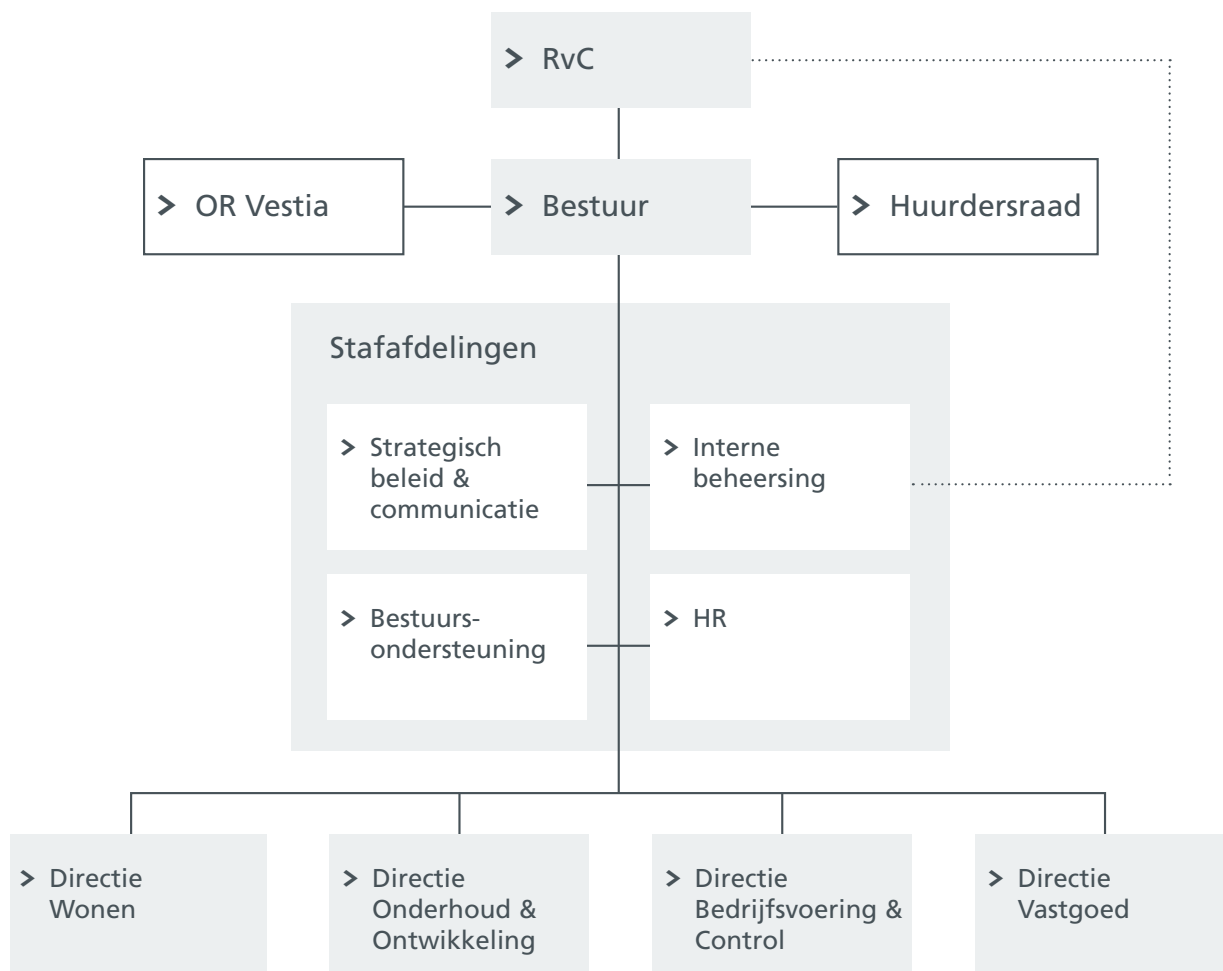 > RvC
> OR Vestia
> Bestuur
> Huurdersraad
Stafafdelingen
> Strategisch
beleid &
communicatie
> Interne
beheersing
> Bestuurs-
ondersteuning
> HR
> Directie
Wonen
> Directie
Onderhoud &
Ontwikkeling
> Directie
Bedrijfsvoering &
Control
> Directie
Vastgoed